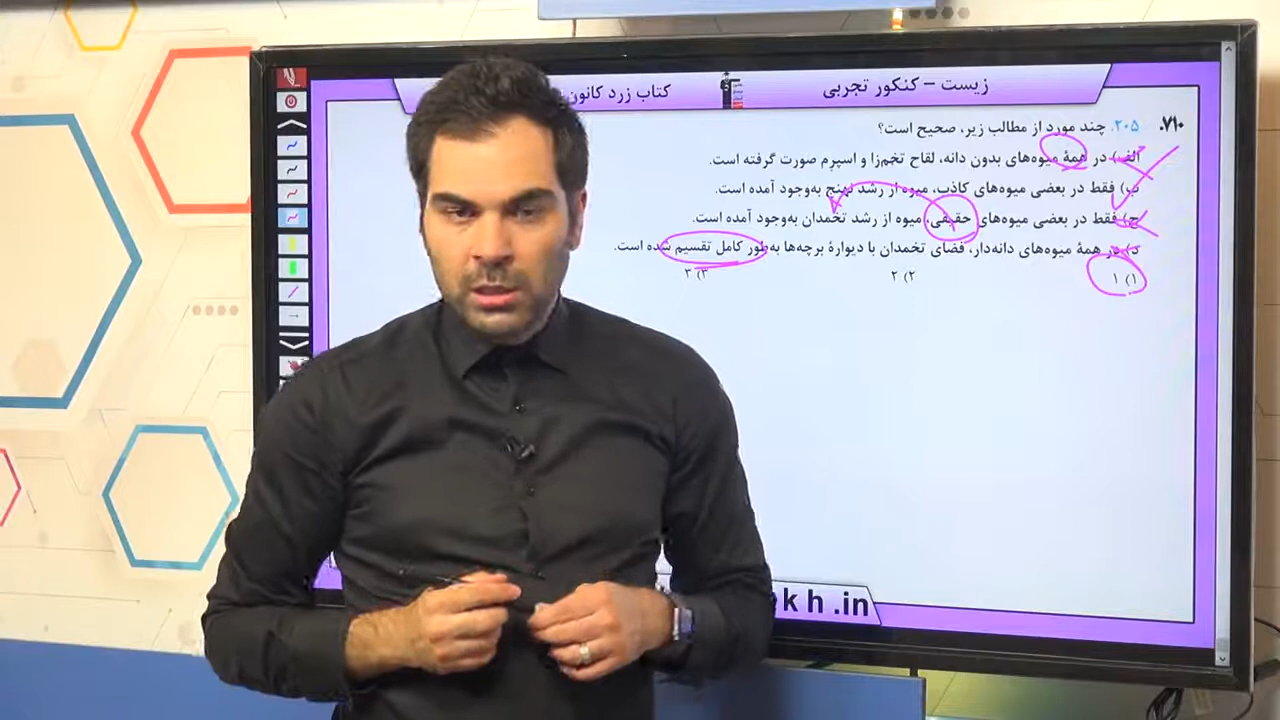 زیست – کنکور تجربی
کتاب زرد کانون
۷۱۰.
۲۰۵. چند مورد از مطالب زیر، صحیح است؟
الف) در همۀ میوه‌های بدون دانه، لقاح تخم‌زا و اسپرم صورت گرفته است.
ب) فقط در بعضی میوه‌های کاذب، میوه از رشد نهنج به‌وجود آمده است.
ج) فقط در بعضی میوه‌های حقیقی، میوه از رشد تخمدان به‌وجود آمده است.
د) در همۀ میوه‌های دانه‌دار، فضای تخمدان با دیوارۀ برچه‌ها به‌طور کامل تقسیم شده است.
۱) ۱
۲) ۲
۳) ۳
kh.in